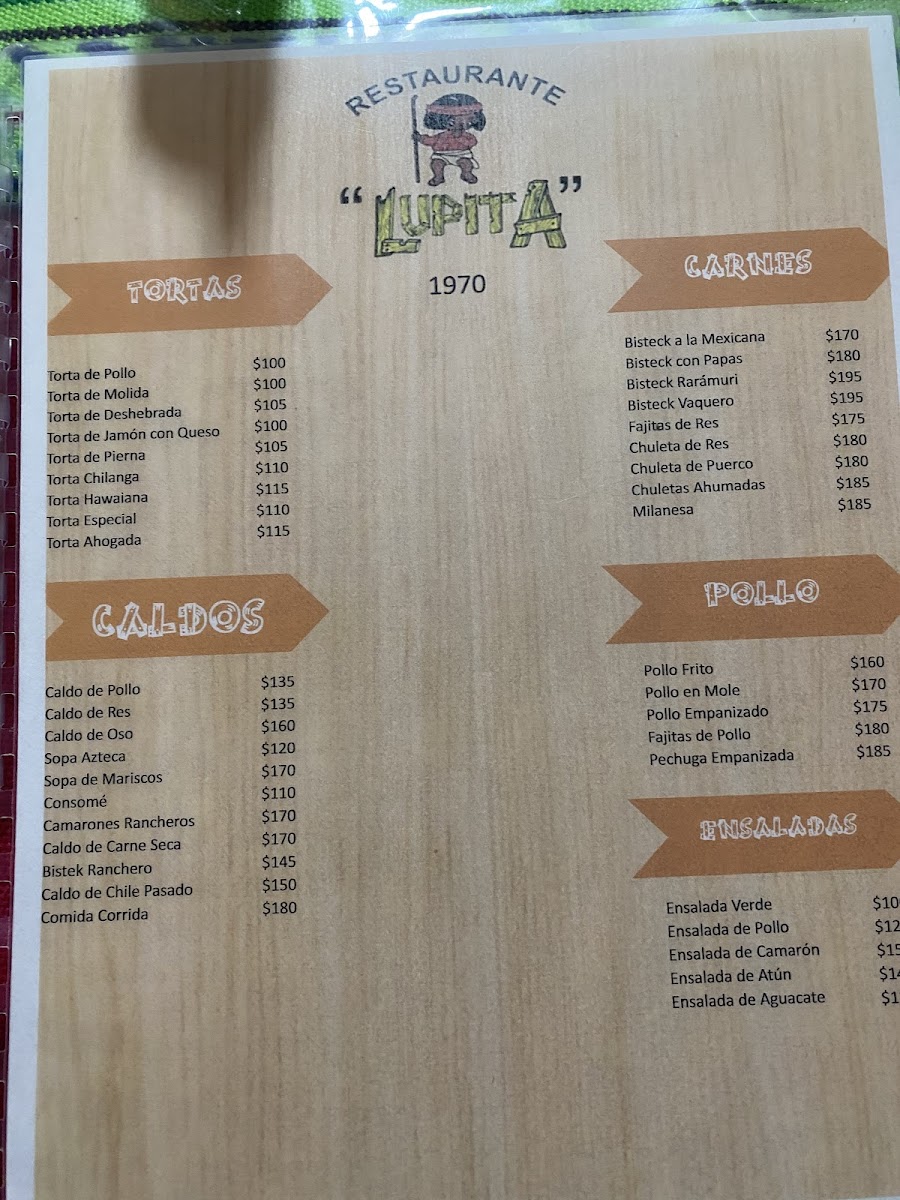 RESTAURANTE
"LUPITA"
1970
TORTAS
Torta de Pollo $100
Torta de Molida $100
Torta de Deshebrada $105
Torta de Jamón con Queso $100
Torta de Pierna $105
Torta Chilanga $110
Torta Hawaiana $115
Torta Especial $110
Torta Ahogada $115
CALDOS
Caldo de Pollo $135
Caldo de Res $135
Caldo de Oso $160
Sopa Azteca $120
Sopa de Mariscos $170
Consomé $110
Camarones Rancheros $170
Caldo de Carne Seca $170
Bistek Ranchero $145
Caldo de Chile Pasado $150
Comida Corrida $180
CARNES
Bisteck a la Mexicana $170
Bisteck con Papas $180
Bisteck Rarámuri $195
Bisteck Vaquero $195
Fajitas de Res $175
Chuleta de Res $180
Chuleta de Puerco $180
Chuletas Ahumadas $185
Milanesa $185
POLLO
Pollo Frito $160
Pollo en Mole $170
Pollo Empanizado $175
Fajitas de Pollo $180
Pechuga Empanizada $185
ENSALADAS
Ensalada Verde
Ensalada de Pollo
Ensalada de Camarón
Ensalada de Atún
Ensalada de Aguacate